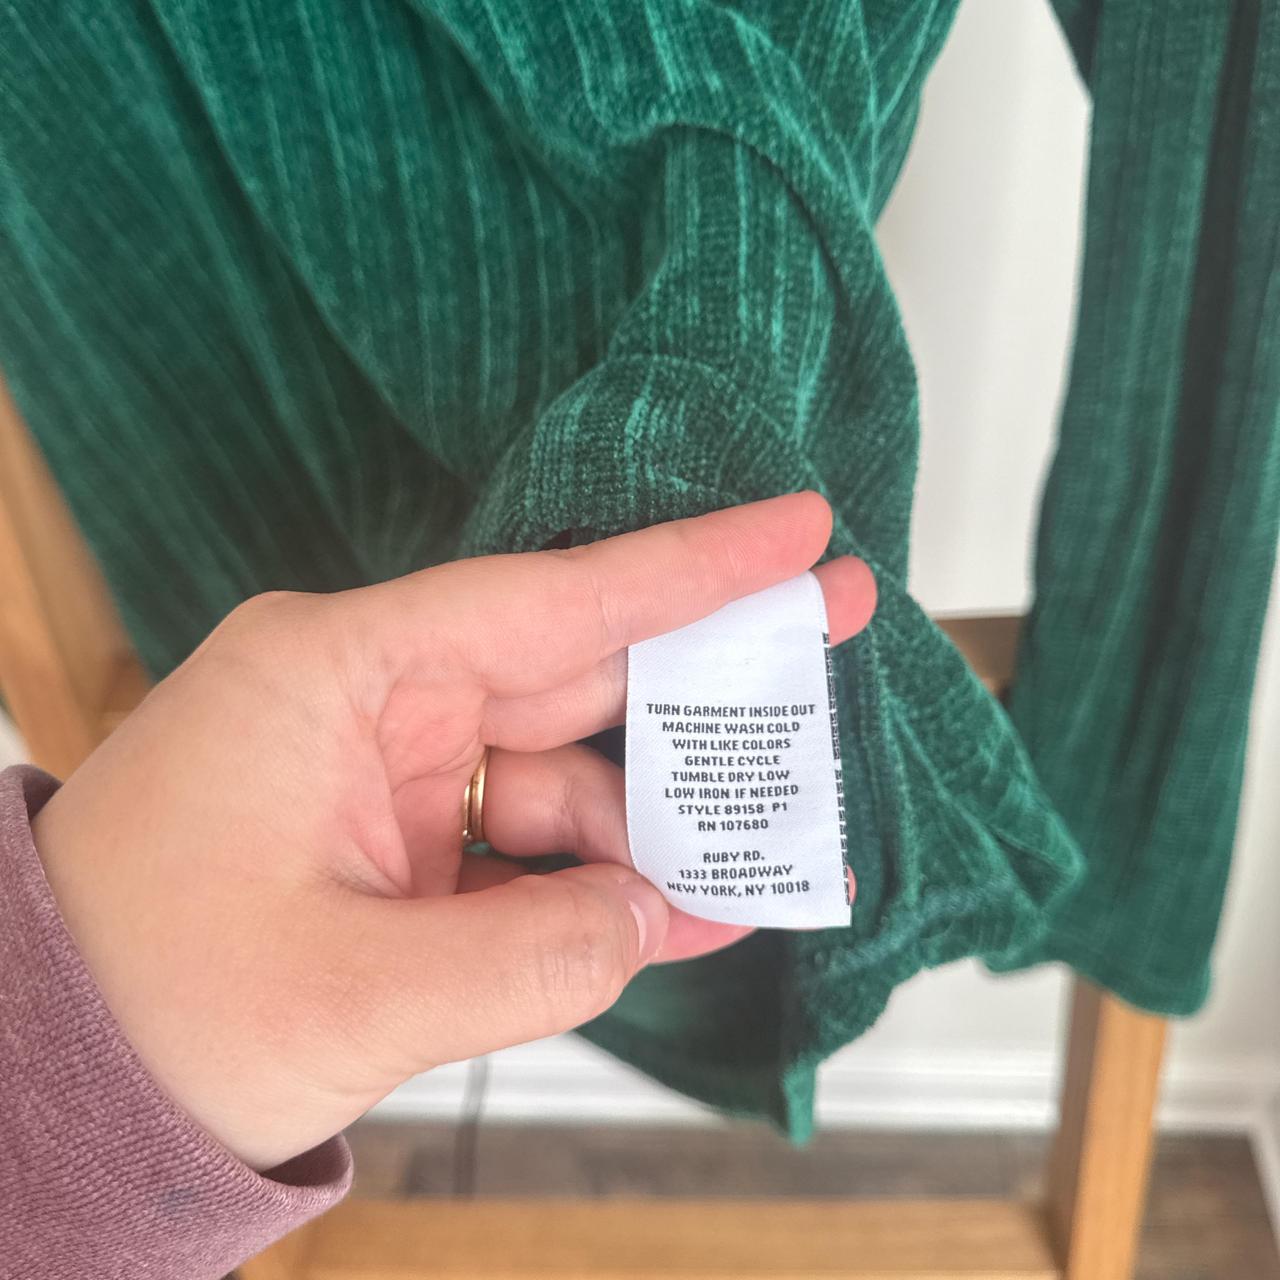 TURN GARMENT INSIDE OUT
MACHINE WASH COLD
WITH LIKE COLORS
GENTLE CYCLE
TUMBLE DRY LOW
LOW IRON IF NEEDED
STYLE 89158 P1
RN 107680
RUBY RD.
1333 BROADWAY
NEW YORK, NY 10018